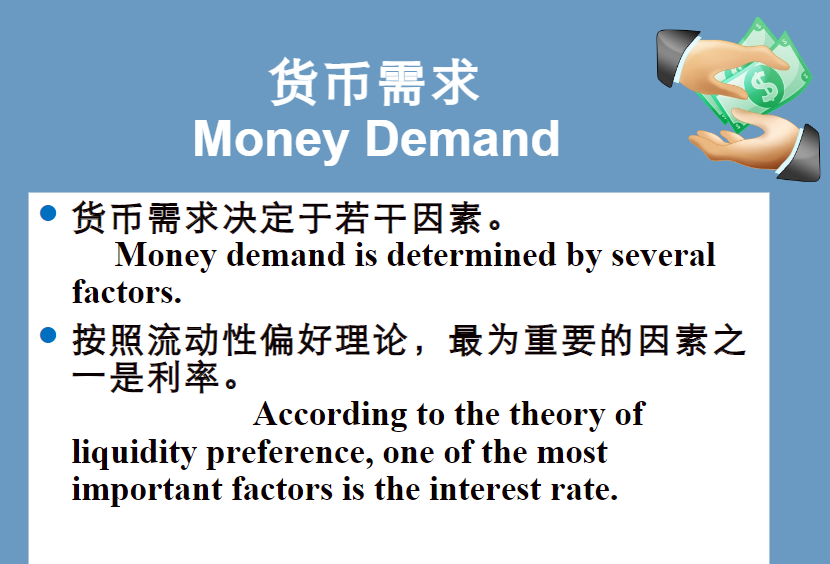 货币需求
Money Demand
货币需求决定于若干因素。
Money demand is determined by several
factors.
按照流动性偏好理论，最为重要的因素之
一是利率。
According to the theory of
liquidity preference, one of the most
important factors is the interest rate.